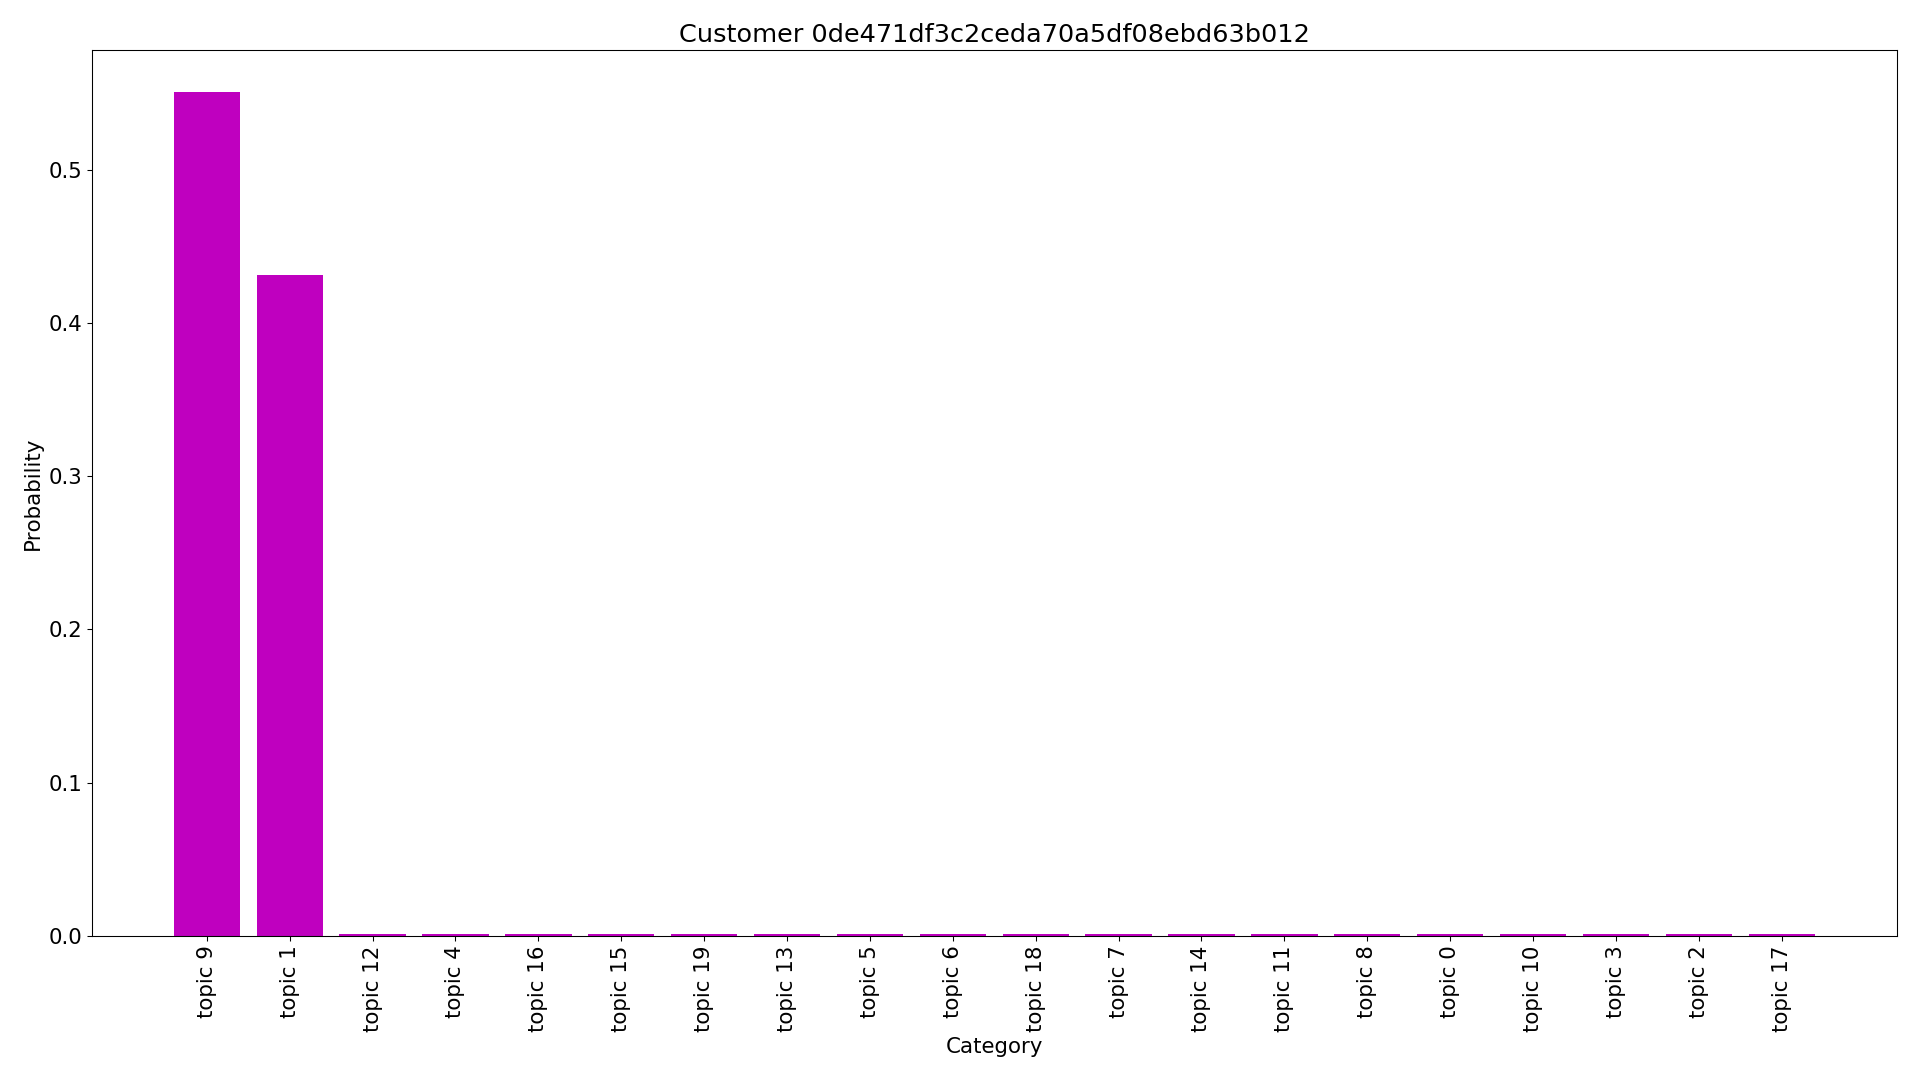 Customer 0de471df3c2ceda70a5df08ebd63b012
Probability
0.5
0.4
0.3
0.2
0.1
0.0
topic 9
topic 1
topic 12
topic 4
topic 16
topic 15
topic 19
topic 13
topic 5
topic 6
topic 18
topic 7
topic 14
topic 11
topic 8
topic 0
topic 10
topic 3
topic 2
topic 17
Category